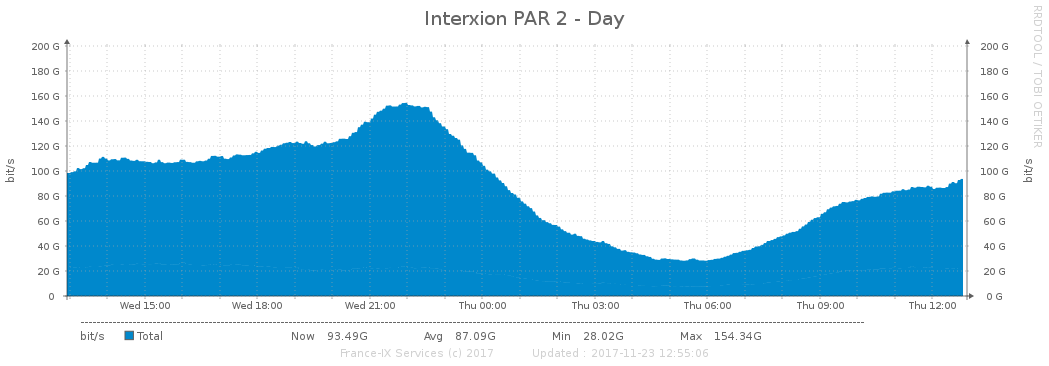 Interxion PAR 2 - Day
RRDTOOL / TOBI OETIKER
bit/s
200 G 200 G
180 G 180 G
160 G 160 G
140 G 140 G
120 G 120 G
100 G 100 G
80 G 80 G
60 G 60 G
40 G 40 G
20 G 20 G
0 0 G
bit/s
Wed 15:00 Wed 18:00 Wed 21:00 Thu 00:00 Thu 03:00 Thu 06:00 Thu 09:00 Thu 12:00
bit/s Total Now 93.49G Avg 87.09G Min 28.02G Max 154.34G
France-IX Services (c) 2017 Updated : 2017-11-23 12:55:06